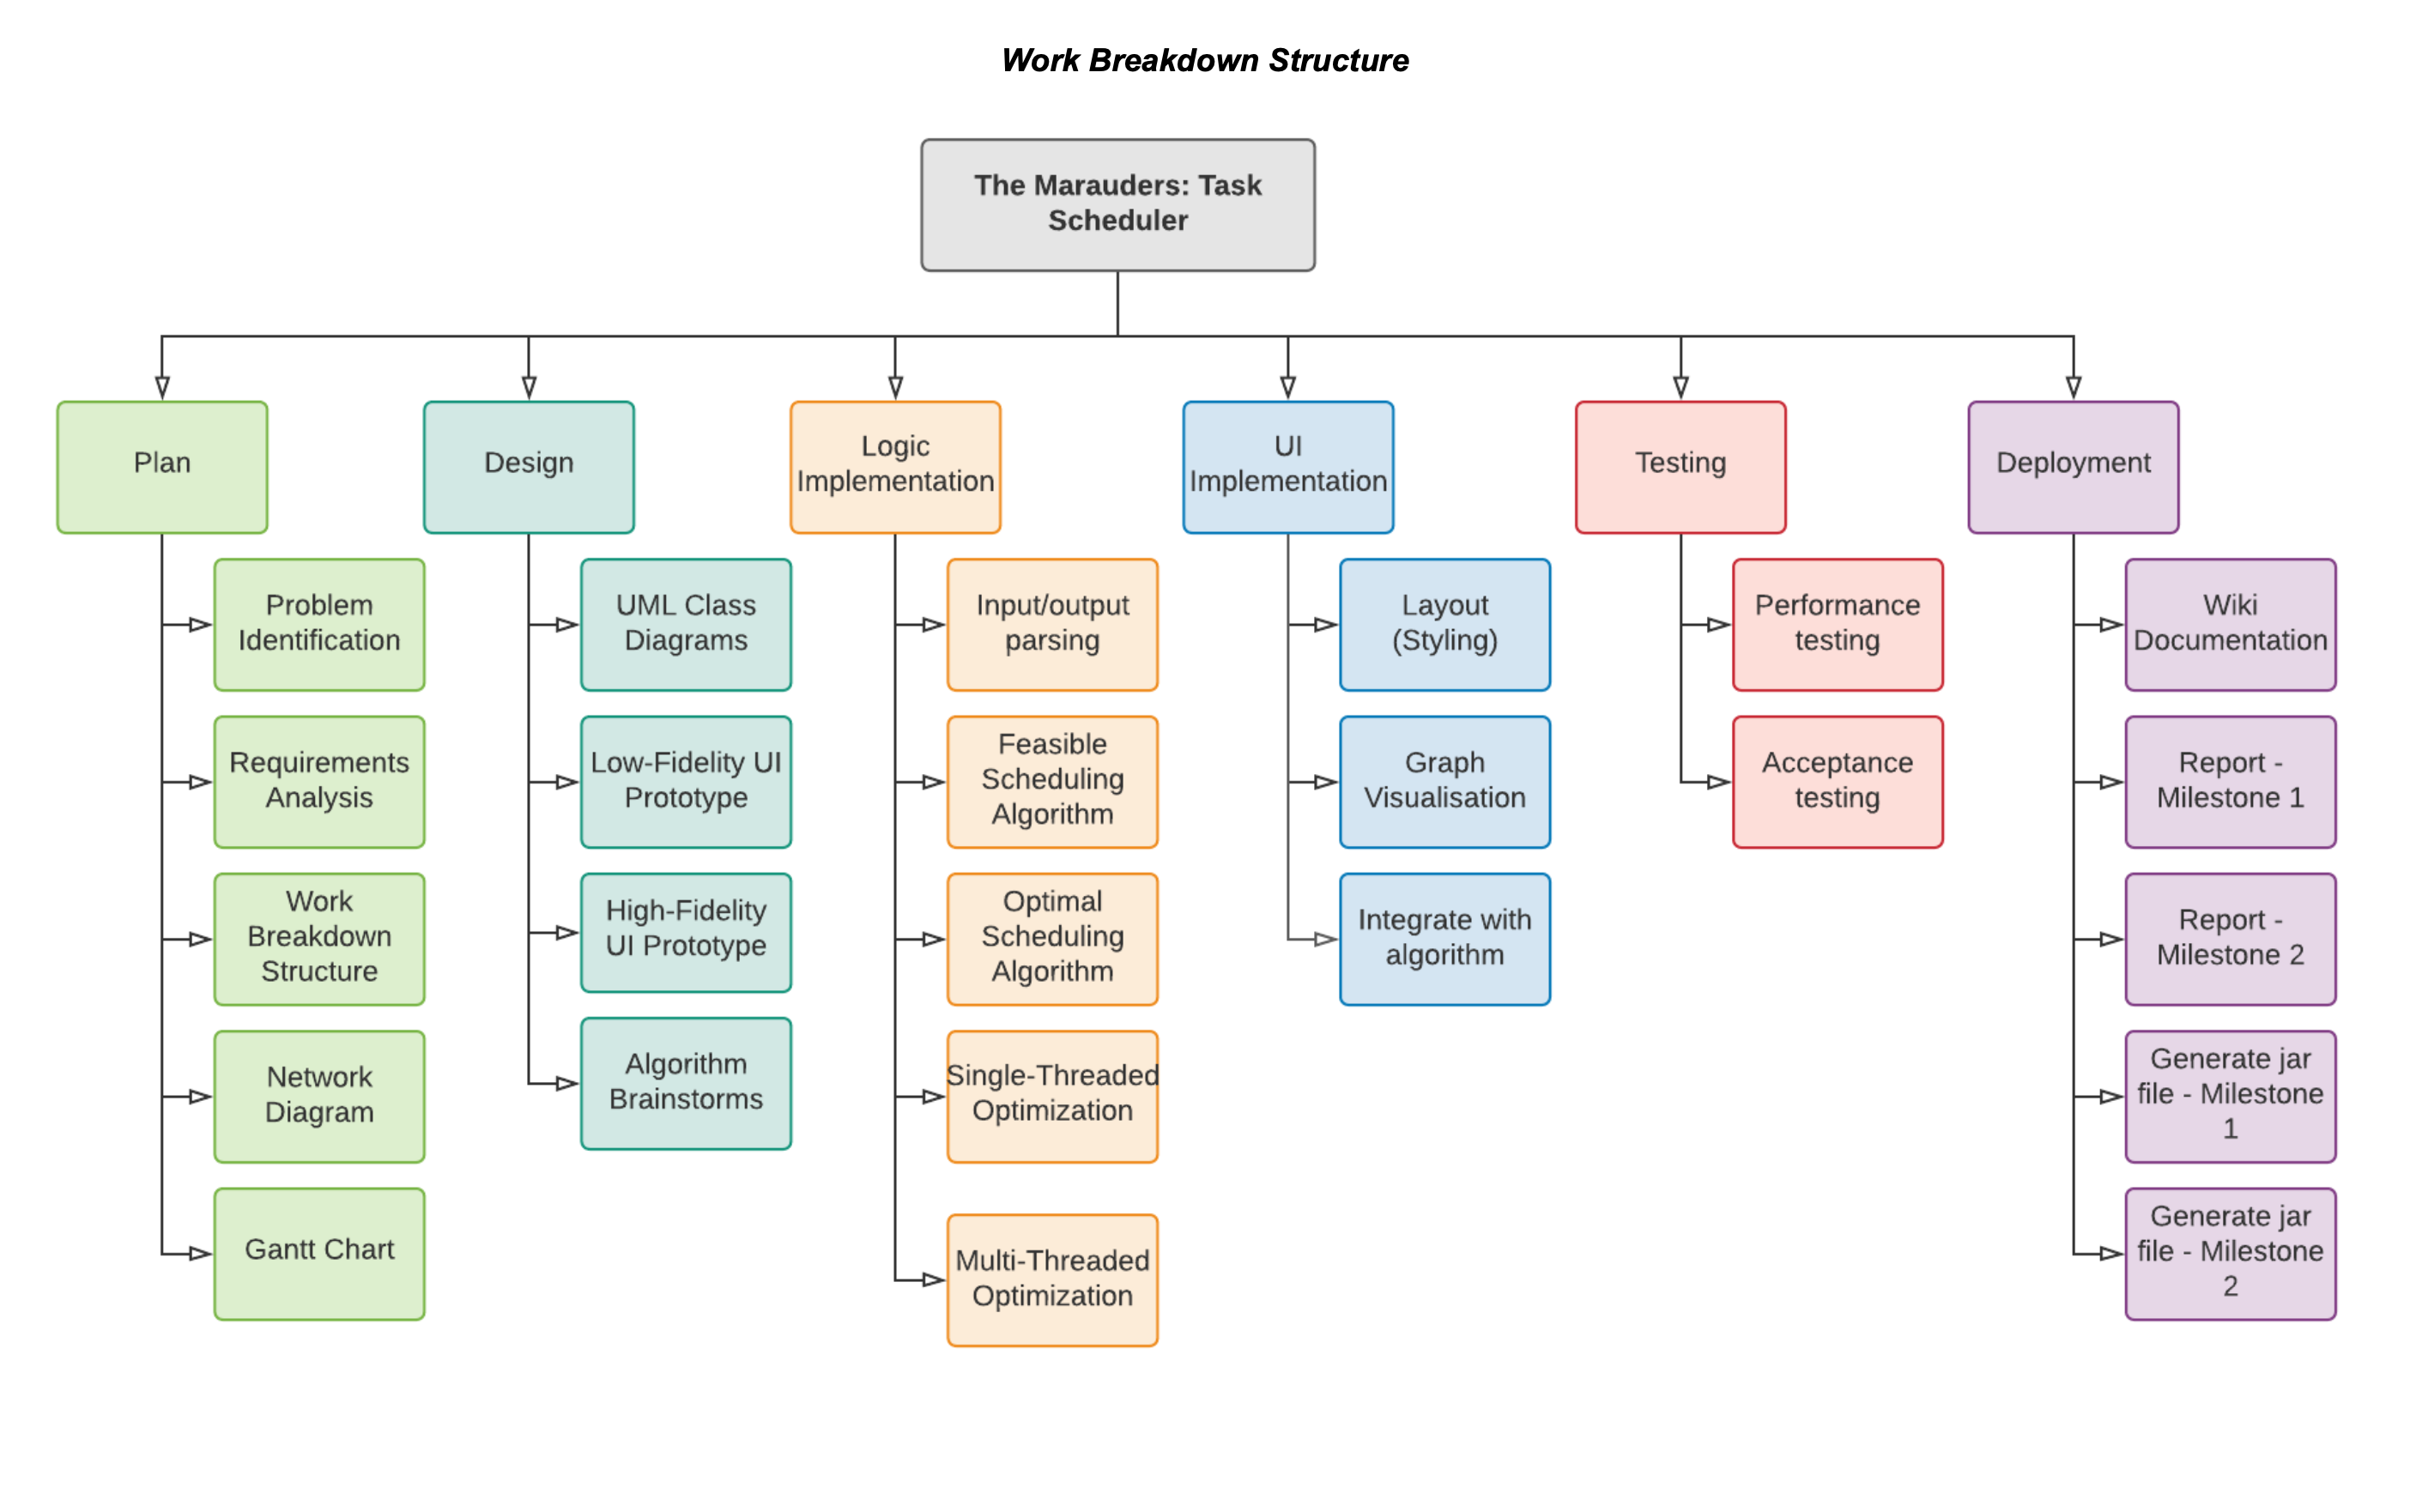 Work Breakdown Structure
The Marauders: Task
Scheduler
Plan
Problem
Identification
Requirements
Analysis
Work
Breakdown
Structure
Network
Diagram
Gantt Chart
Design
UML Class
Diagrams
Low-Fidelity UI
Prototype
High-Fidelity
UI Prototype
Algorithm
Brainstorms
Logic
Implementation
Input/output
parsing
Feasible
Scheduling
Algorithm
Optimal
Scheduling
Algorithm
Single-Threaded
Optimization
Multi-Threaded
Optimization
UI
Implementation
Layout
(Styling)
Graph
Visualisation
Integrate with
algorithm
Testing
Performance
testing
Acceptance
testing
Deployment
Wiki
Documentation
Report -
Milestone 1
Report -
Milestone 2
Generate jar
file - Milestone
1
Generate jar
file - Milestone
2